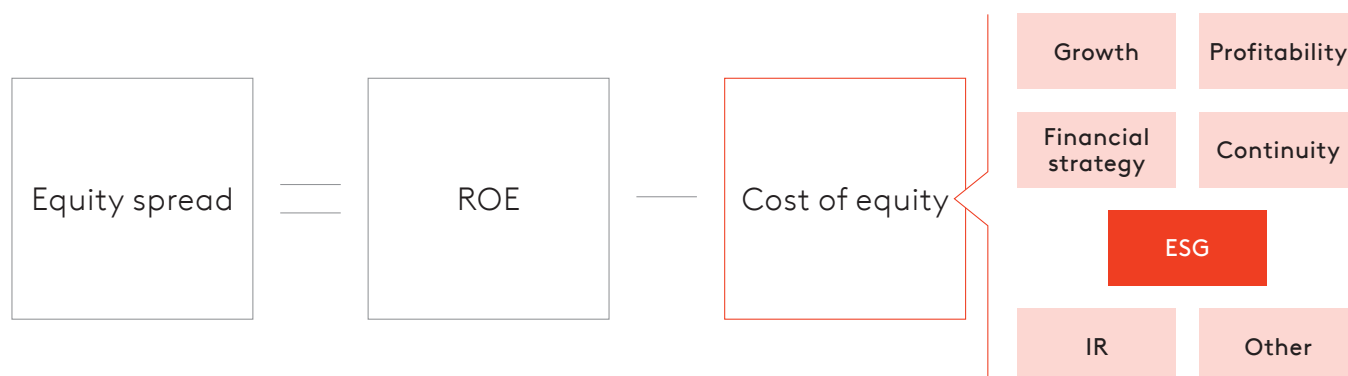 Equity spread
ROE
Cost of equity
Growth
Profitability
Financial
strategy
Continuity
ESG
IR
Other